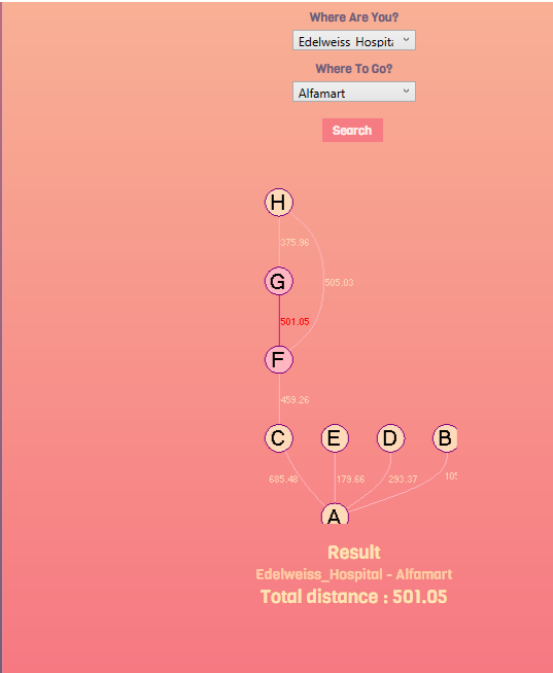 Where Are You?
Edelweiss Hospita
Where To Go?
Alfamart
Search
H
375.96
G
505.03
501.05
F
459.26
C E D B
685.48 179.66 293.37 105
A
Result
Edelweiss_Hospital - Alfamart
Total distance : 501.05